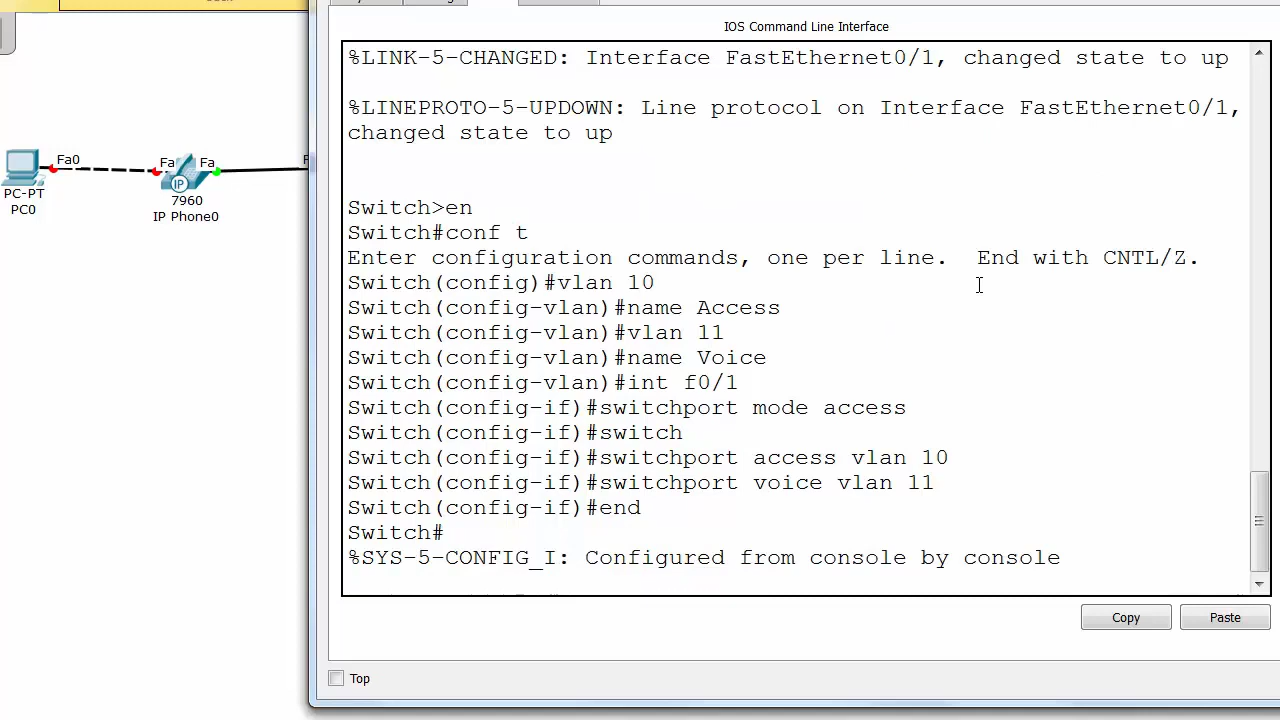 IOS Command Line Interface
%LINK-5-CHANGED: Interface FastEthernet0/1, changed state to up
%LINEPROTO-5-UPDOWN: Line protocol on Interface FastEthernet0/1,
changed state to up
Switch>en
Switch#conf t
Enter configuration commands, one per line.  End with CNTL/Z.
Switch(config)#vlan 10
Switch(config-vlan)#name Access
Switch(config-vlan)#vlan 11
Switch(config-vlan)#name Voice
Switch(config-vlan)#int f0/1
Switch(config-if)#switchport mode access
Switch(config-if)#switch
Switch(config-if)#switchport access vlan 10
Switch(config-if)#switchport voice vlan 11
Switch(config-if)#end
Switch#
%SYS-5-CONFIG_I: Configured from console by console
Copy
Paste
Top
Fa0
Fa
Fa
PC-PT
PC0
7960
IP Phone0
IP